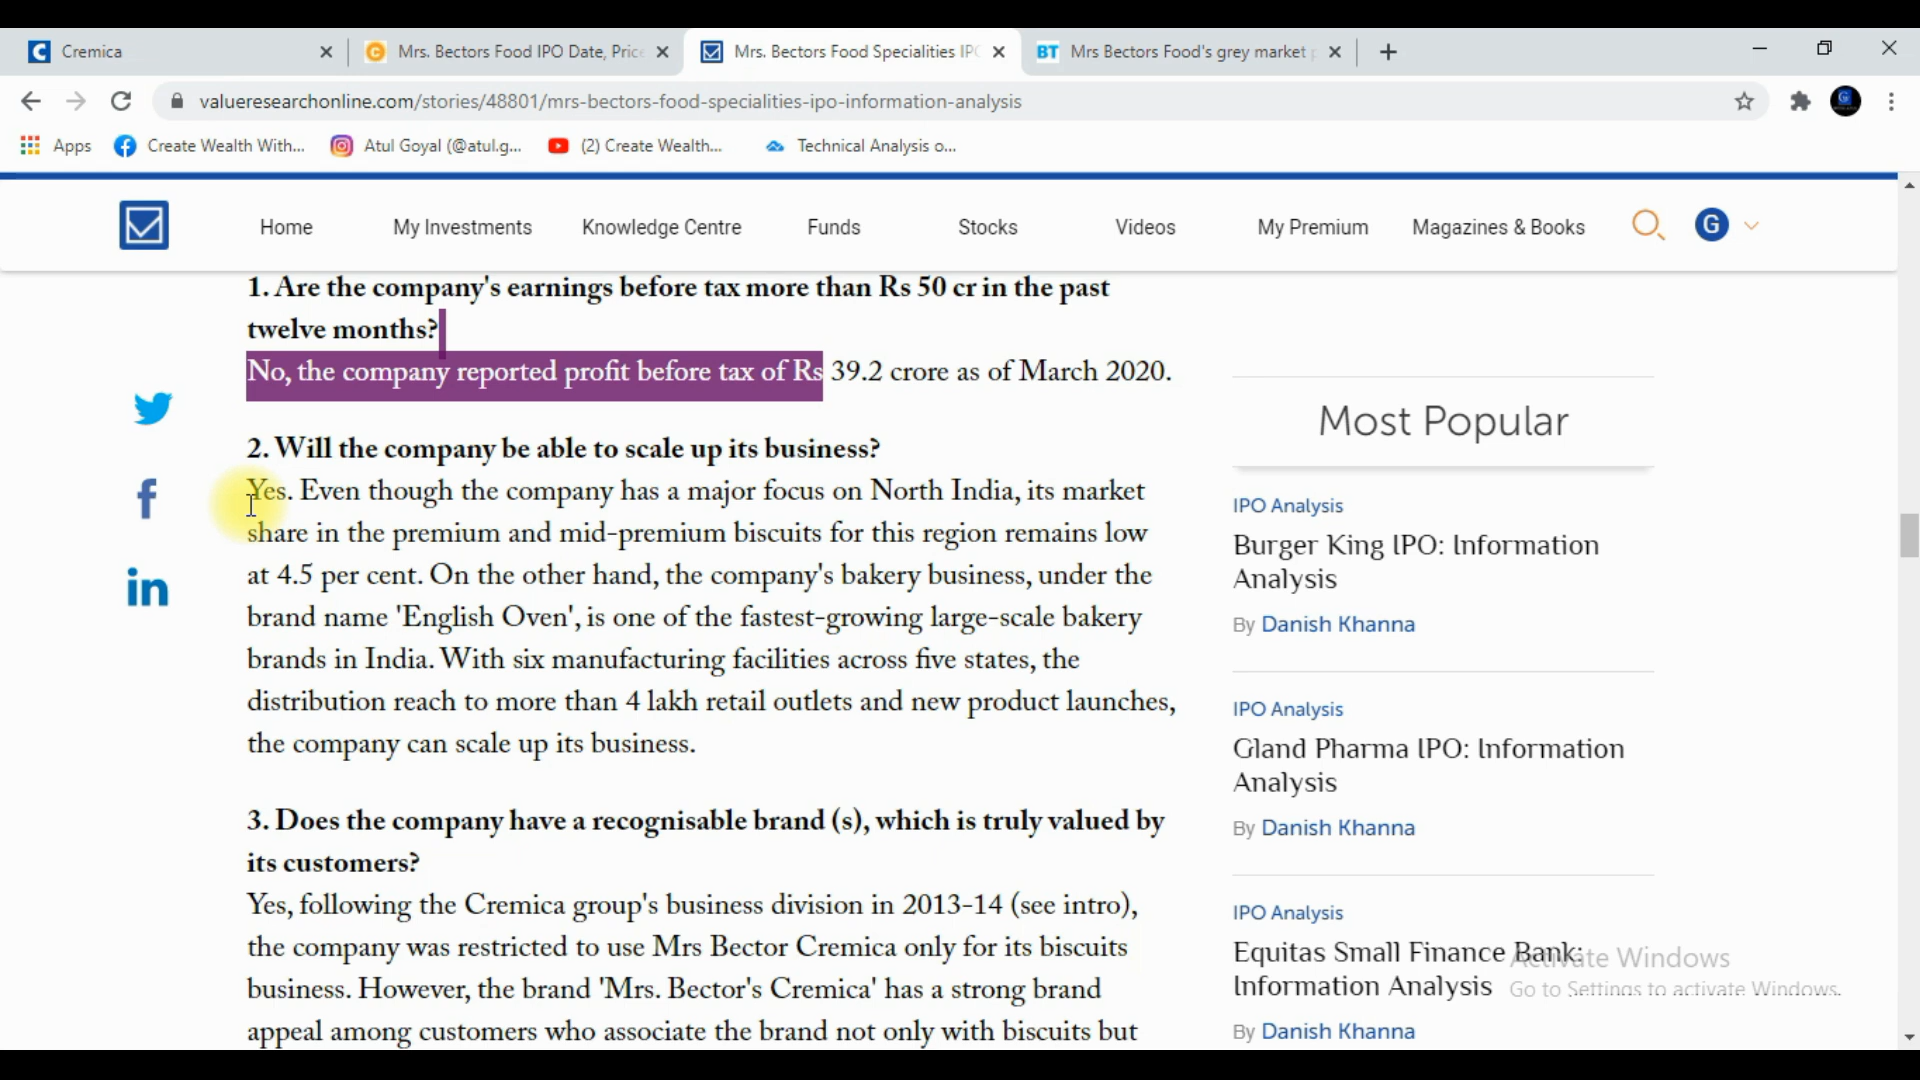 Cremica
Mrs. Bectors Food IPO Date, Price
Mrs. Bectors Food Specialities IPO
BT Mrs Bectors Food's grey market p
valueresearchonline.com/stories/48801/mrs-bectors-food-specialities-ipo-information-analysis
Apps
Create Wealth With...
Atul Goyal (@atul.g...
(2) Create Wealth...
Technical Analysis o...
Home
My Investments
Knowledge Centre
Funds
Stocks
Videos
My Premium
Magazines & Books
G
1. Are the company's earnings before tax more than Rs 50 cr in the past
twelve months?
No, the company reported profit before tax of Rs 39.2 crore as of March 2020.
2. Will the company be able to scale up its business?
Yes. Even though the company has a major focus on North India, its market
share in the premium and mid-premium biscuits for this region remains low
at 4.5 per cent. On the other hand, the company's bakery business, under the
brand name 'English Oven', is one of the fastest-growing large-scale bakery
brands in India. With six manufacturing facilities across five states, the
distribution reach to more than 4 lakh retail outlets and new product launches,
the company can scale up its business.
3. Does the company have a recognisable brand (s), which is truly valued by
its customers?
Yes, following the Cremica group's business division in 2013-14 (see intro),
the company was restricted to use Mrs Bector Cremica only for its biscuits
business. However, the brand 'Mrs. Bector's Cremica' has a strong brand
appeal among customers who associate the brand not only with biscuits but
Most Popular
IPO Analysis
Burger King IPO: Information
Analysis
By Danish Khanna
IPO Analysis
Gland Pharma IPO: Information
Analysis
By Danish Khanna
IPO Analysis
Equitas Small Finance Bank:
Information Analysis
By Danish Khanna
Activate Windows
Go to Settings to activate Windows.